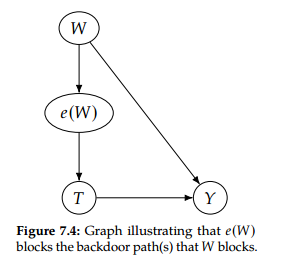 W
e(W)
T
Y
Figure 7.4: Graph illustrating that e(W)
blocks the backdoor path(s) that W blocks.